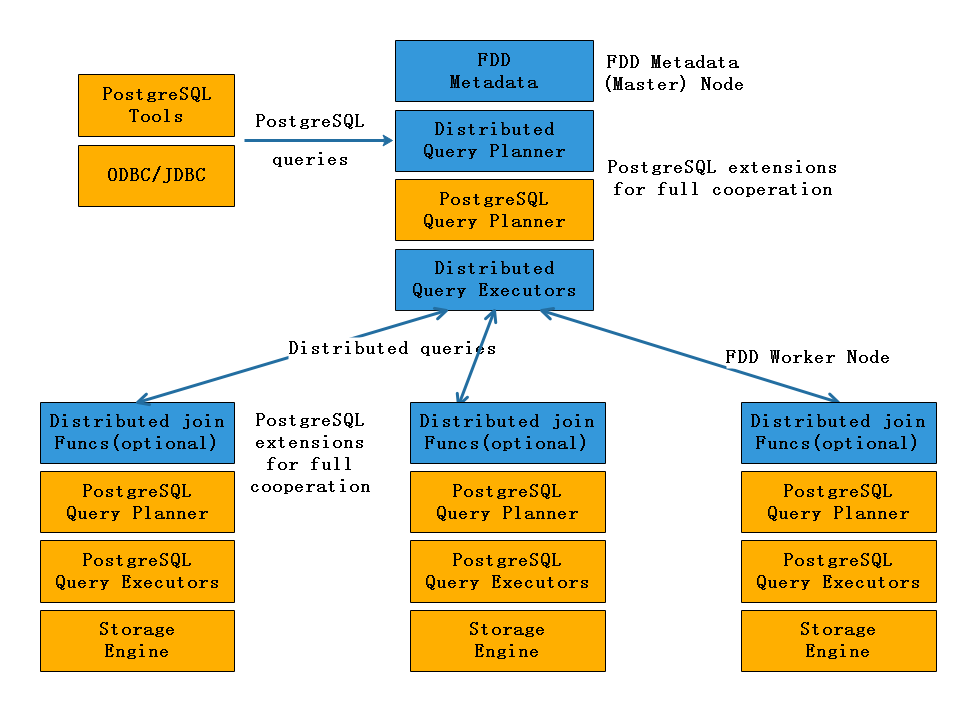 FDD
Metadata
FDD Metadata
(Master) Node
PostgreSQL
Tools
ODBC/JDBC
PostgreSQL
queries
Distributed
Query Planner
PostgreSQL extensions
for full cooperation
PostgreSQL
Query Planner
Distributed
Query Executors
Distributed queries
FDD Worker Node
Distributed join
Funcs(optional)
PostgreSQL
extensions
for full
cooperation
PostgreSQL
Query Planner
PostgreSQL
Query Executors
Storage
Engine
Distributed join
Funcs(optional)
PostgreSQL
Query Planner
PostgreSQL
Query Executors
Storage
Engine
Distributed join
Funcs(optional)
PostgreSQL
Query Planner
PostgreSQL
Query Executors
Storage
Engine